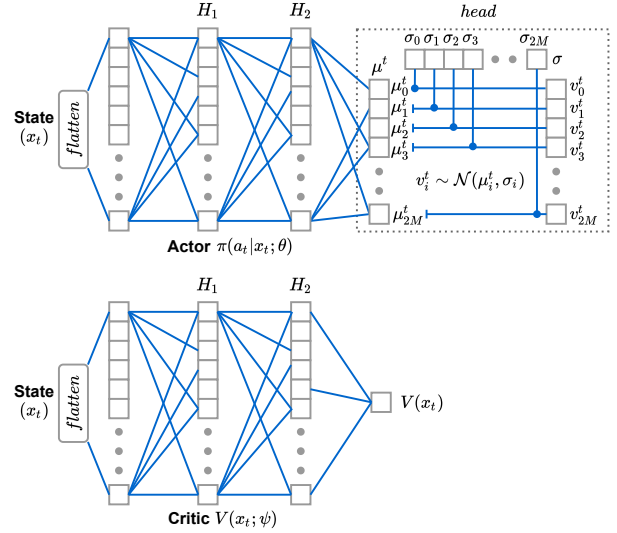 H₁ H₂ head
σ₀ σ₁ σ₂ σ₃ σ₂M σ
μᵗ
μ₀ᵗ v₀ᵗ
μ₁ᵗ v₁ᵗ
μ₂ᵗ v₂ᵗ
μ₃ᵗ v₃ᵗ
State
(xₜ)
flatten
vᵢᵗ ~ 𝒩(μᵢᵗ, σᵢ)
μ₂Mᵗ v₂Mᵗ
Actor π(aₜ|xₜ; θ)
H₁ H₂
State
(xₜ)
flatten
V(xₜ)
Critic V(xₜ; ψ)